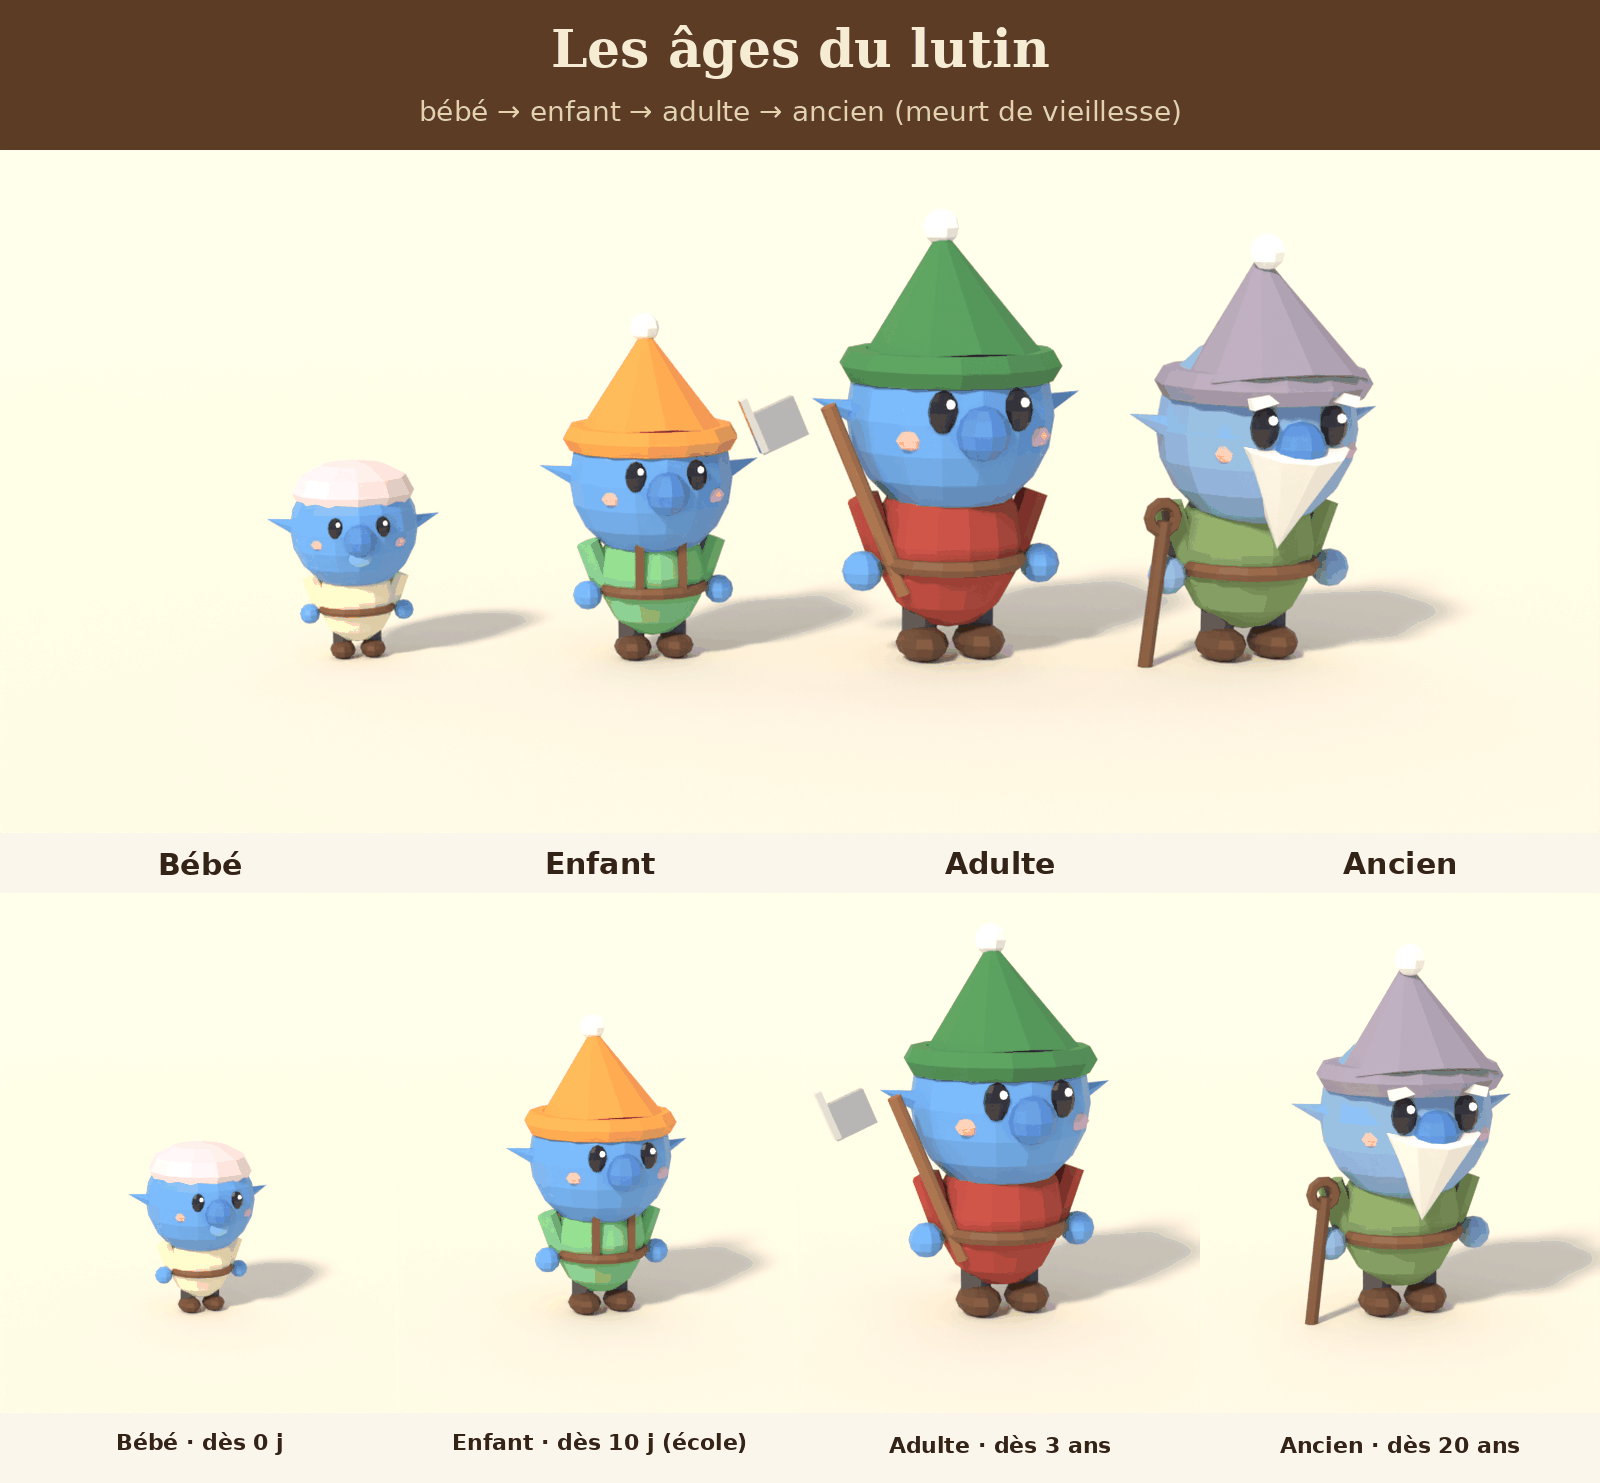 Les âges du lutin
bébé → enfant → adulte → ancien (meurt de vieillesse)
Bébé
Enfant
Adulte
Ancien
Bébé · dès 0 j
Enfant · dès 10 j (école)
Adulte · dès 3 ans
Ancien · dès 20 ans